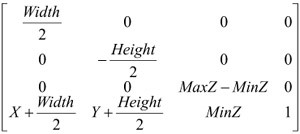 Width/2 0 0 0
0 -Height/2 0 0
0 0 MaxZ - MinZ 0
X + Width/2 Y + Height/2 MinZ 1